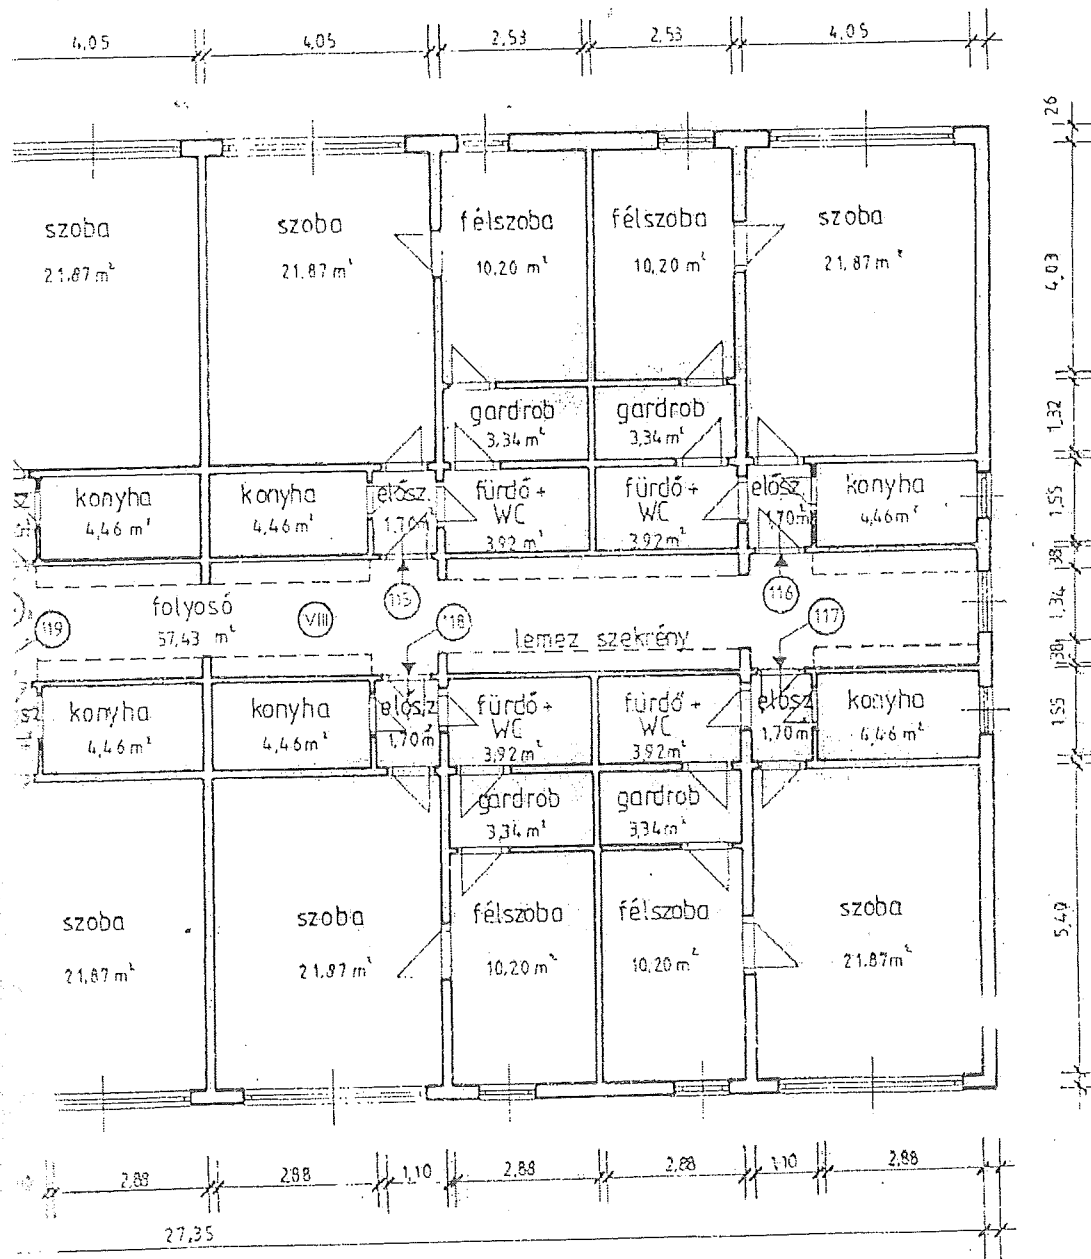 4,05 4,05 2,53 2,53 4,05
26
szoba szoba félszoba félszoba szoba
21,87 m² 21.87 m² 10,20 m² 10,20 m² 21,87 m²
4,03
gardrob gardrob
3,34 m² 3,34 m²
1,32
konyha konyha elősz. fürdő + WC fürdő + WC elősz konyha
4,46 m² 4,46 m² 1,70 m² 3,92 m² 3,92 m² 1,70 m² 4,46 m²
1,55
38
115 116
folyosó VIII
57,43 m²
119 118 117
lemez szekrény
1,34
38
konyha konyha elősz fürdő + WC fürdő + WC elősz konyha
4,46 m² 4,46 m² 1,70 m² 3,92 m² 3,92 m² 1,70 m² 4,46 m²
1,55
gardrob gardrob
3,34 m² 3,34 m²
szoba szoba félszoba félszoba szoba
21,87 m² 21.87 m² 10,20 m² 10,20 m² 21.87 m²
5,40
2,88 2,88 1,10 2,88 2,88 1,10 2,88
27,35